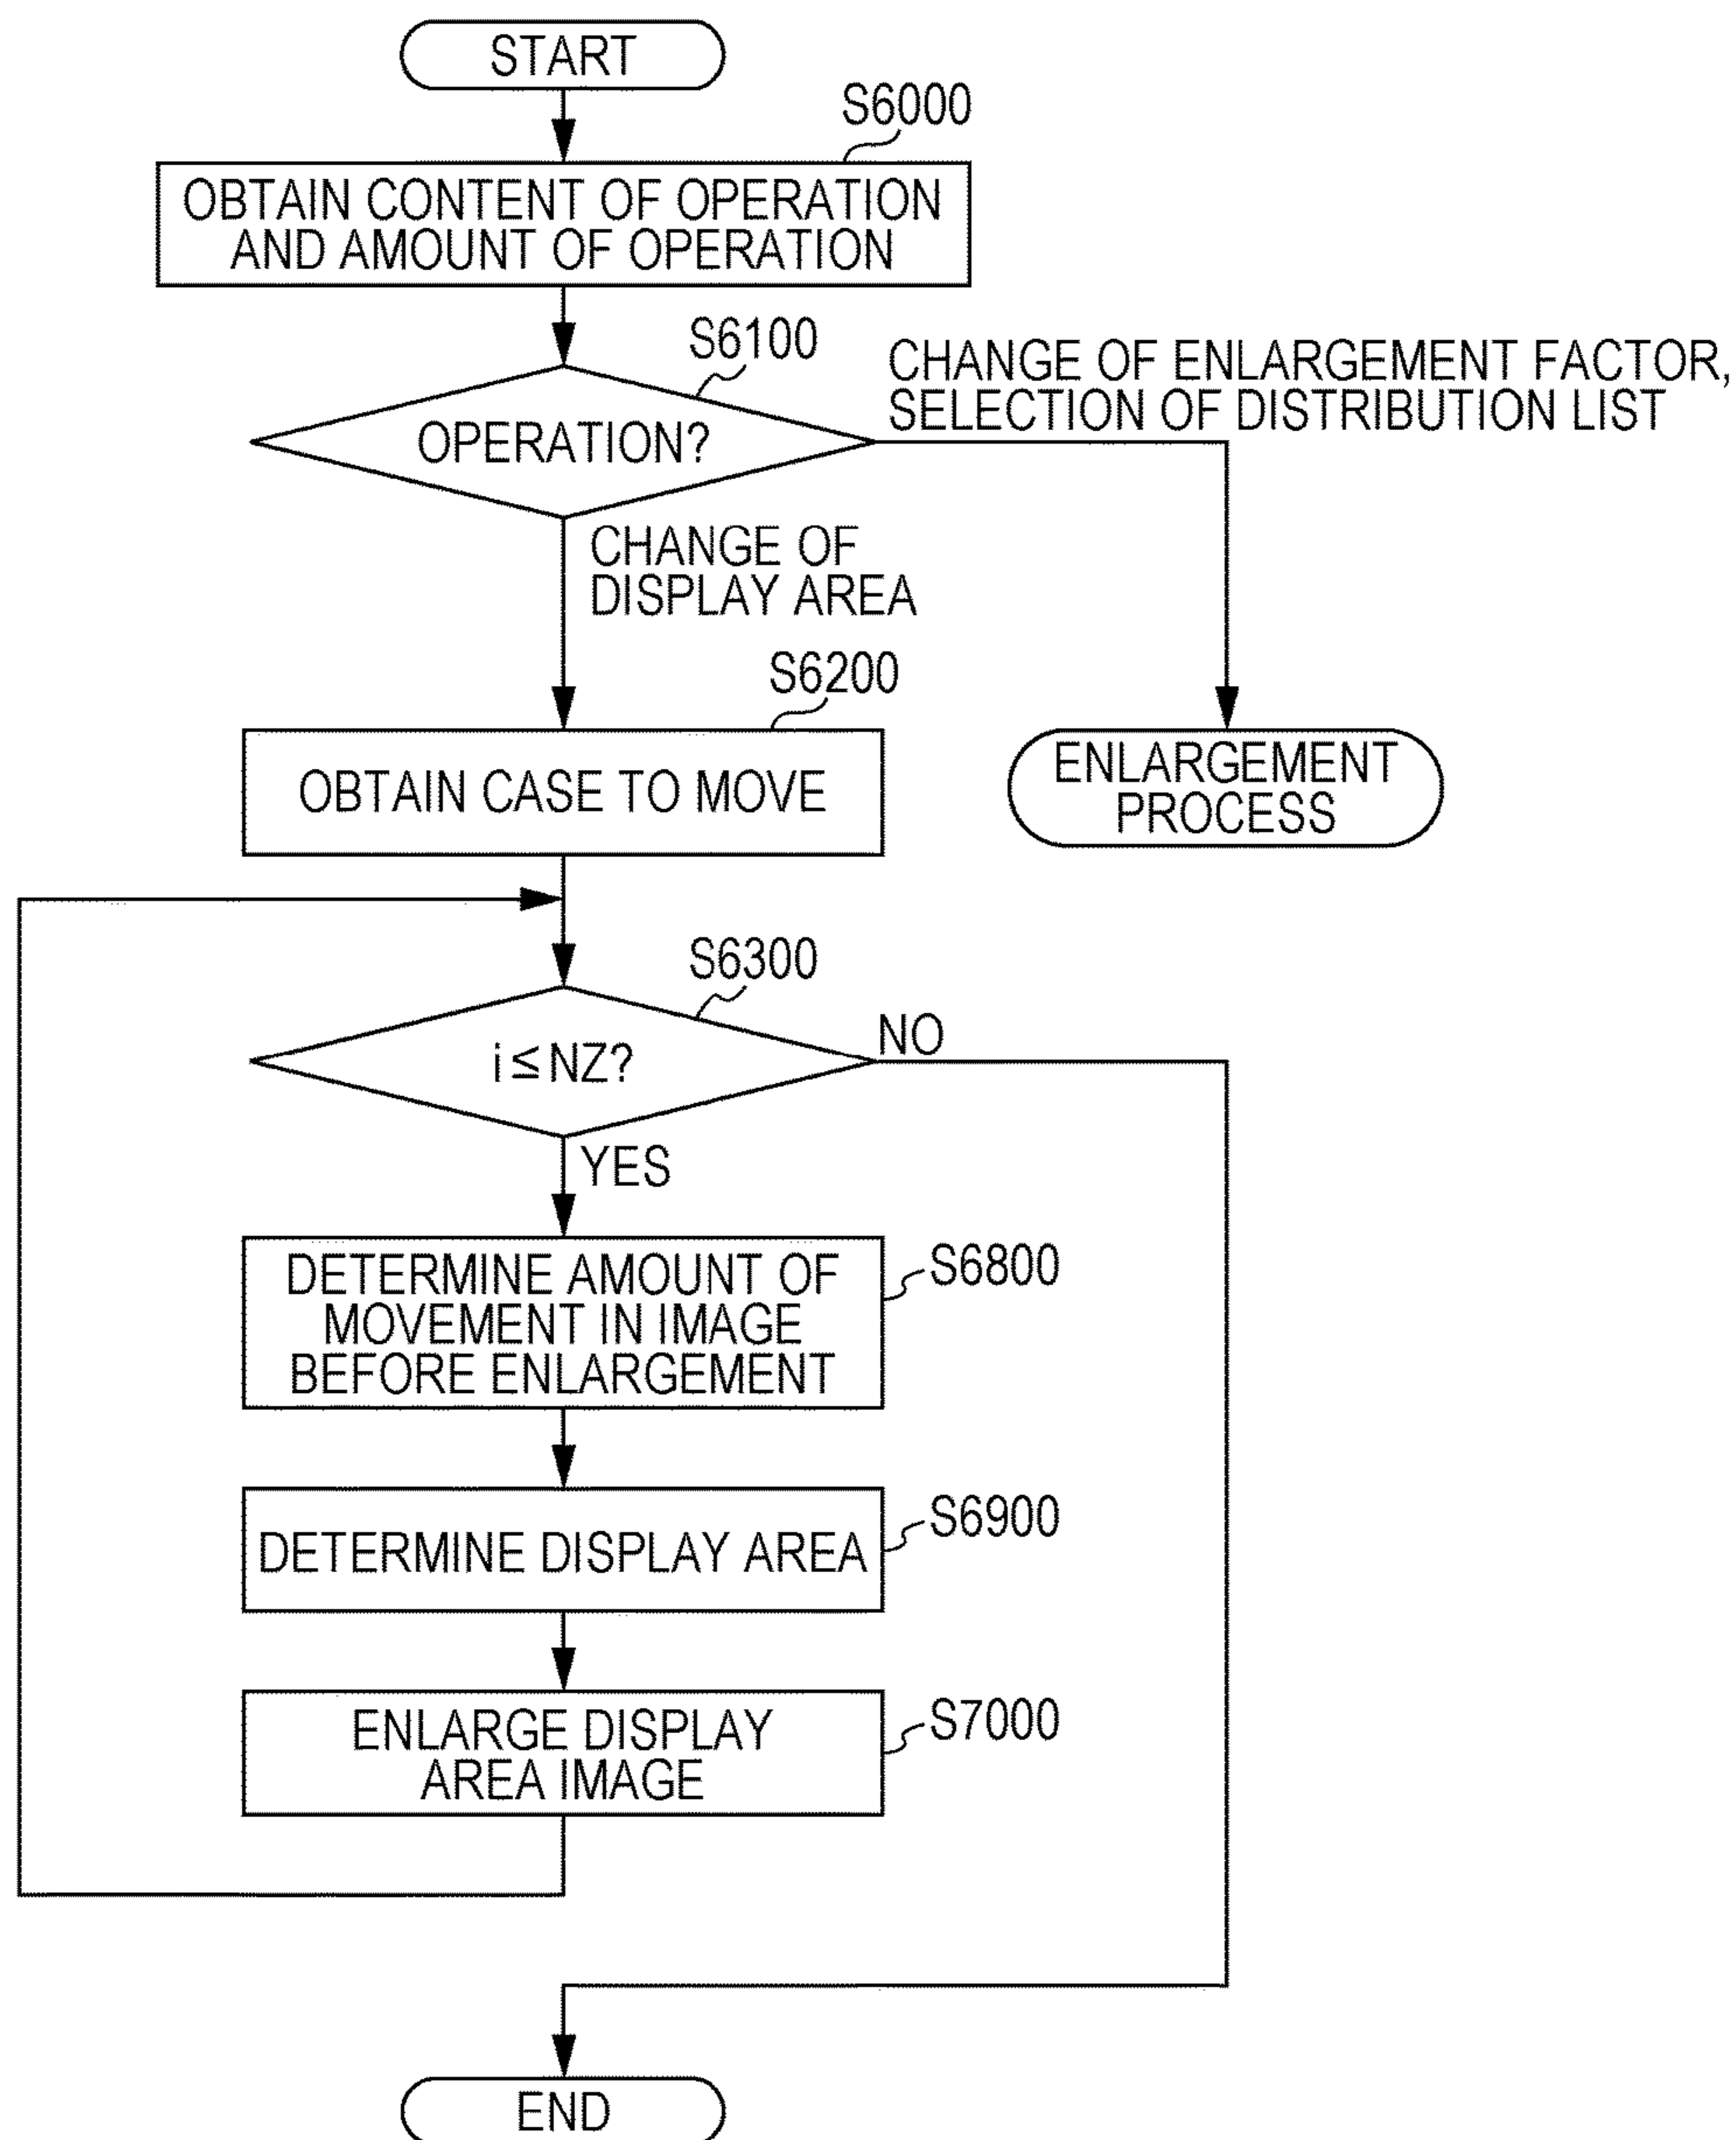 START
S6000
OBTAIN CONTENT OF OPERATION
AND AMOUNT OF OPERATION
S6100
CHANGE OF ENLARGEMENT FACTOR,
SELECTION OF DISTRIBUTION LIST
OPERATION?
CHANGE OF
DISPLAY AREA
S6200
OBTAIN CASE TO MOVE
ENLARGEMENT
PROCESS
S6300
NO
i ≤ NZ?
YES
DETERMINE AMOUNT OF
MOVEMENT IN IMAGE
BEFORE ENLARGEMENT
S6800
DETERMINE DISPLAY AREA
S6900
ENLARGE DISPLAY
AREA IMAGE
S7000
END